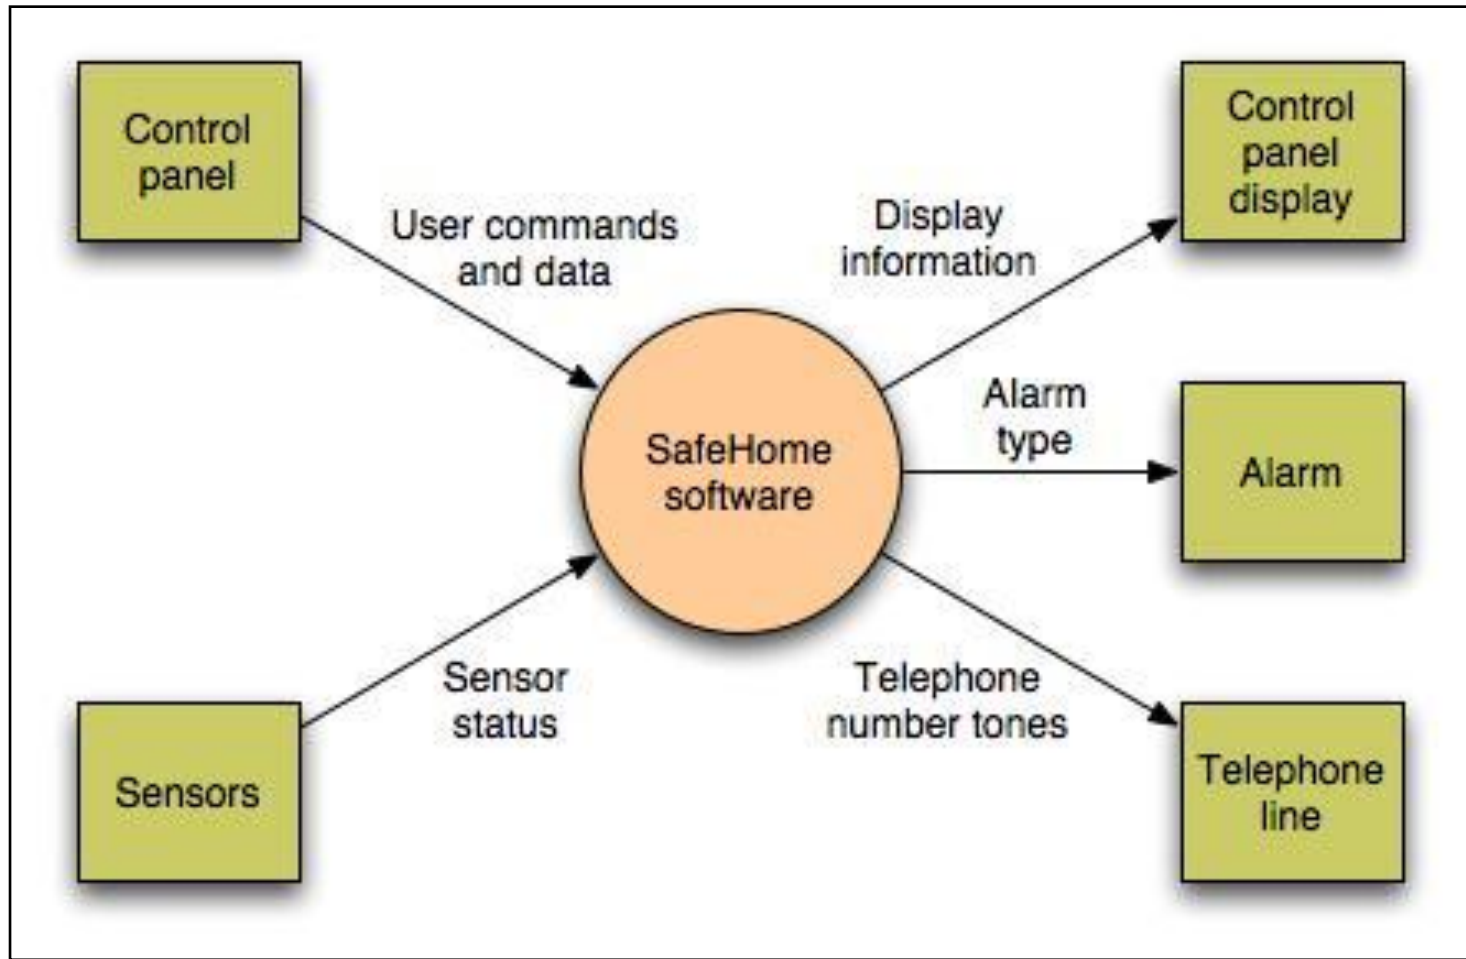 Control
panel
User commands
and data
Display
information
Control
panel
display
SafeHome
software
Alarm
type
Alarm
Sensors
Sensor
status
Telephone
number tones
Telephone
line